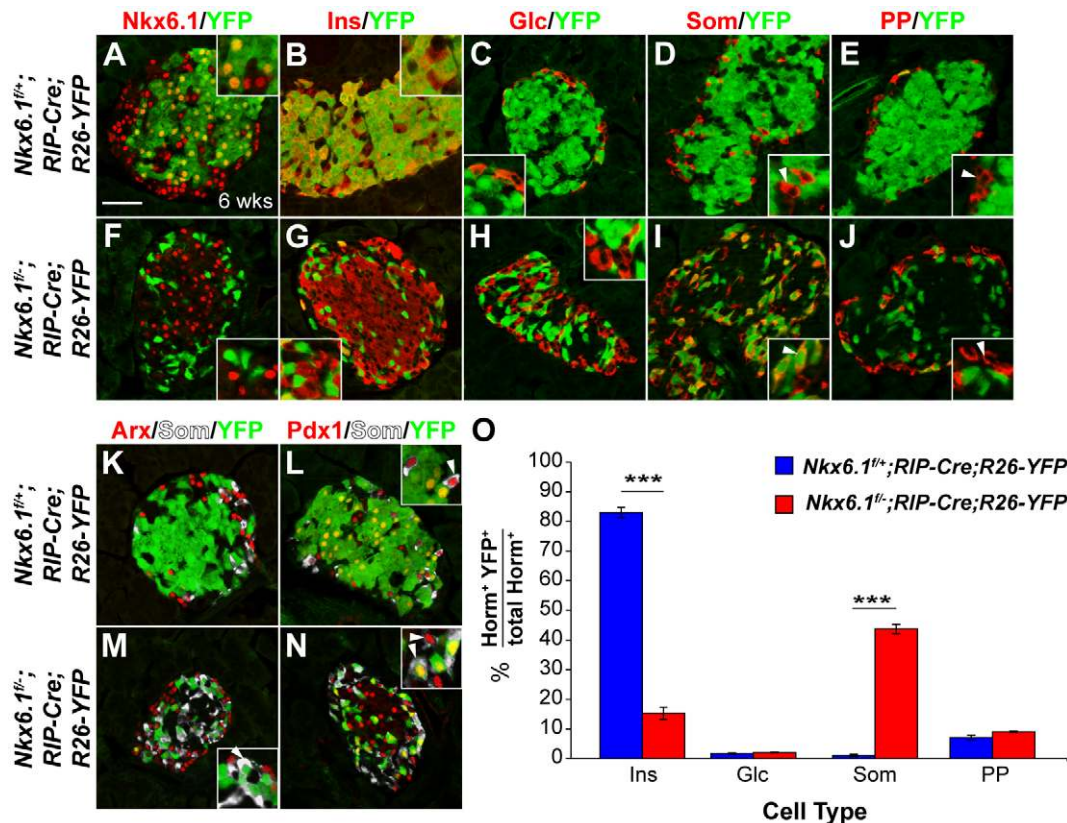 Nkx6.1/YFP Ins/YFP Glc/YFP Som/YFP PP/YFP
Nkx6.1f/+;
RIP-Cre;
R26-YFP
A B C D E
6 wks
Nkx6.1f/-;
RIP-Cre;
R26-YFP
F G H I J
Arx/Som/YFP Pdx1/Som/YFP
Nkx6.1f/+;
RIP-Cre;
R26-YFP
K L
Nkx6.1f/-;
RIP-Cre;
R26-YFP
M N
O
Nkx6.1f/+;RIP-Cre;R26-YFP
Nkx6.1f/-;RIP-Cre;R26-YFP
% Horm+ YFP+
total Horm+
100
90
80
70
60
50
40
30
20
10
0
*** ***
Ins Glc Som PP
Cell Type